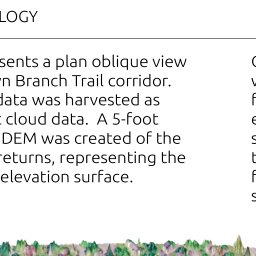 LOGY
sents a plan oblique view
n Branch Trail corridor.
data was harvested as
cloud data. A 5-foot
DEM was created of the
returns, representing the
elevation surface.